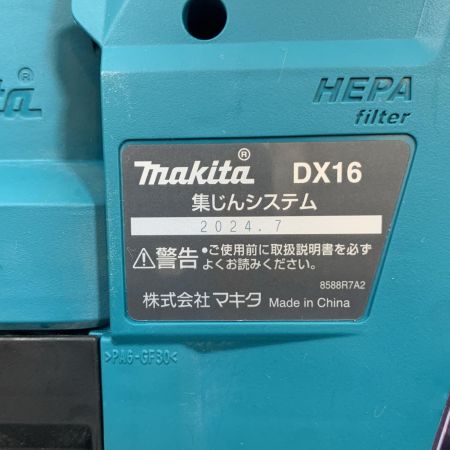 kita®
HEPA
filter
makita® DX16
集じんシステム
2024.7
⚠警告 •ご使用前に取扱説明書を必ず
よくお読みください。
8588R7A2
株式会社 マキタ Made in China
>PA6-GF30<